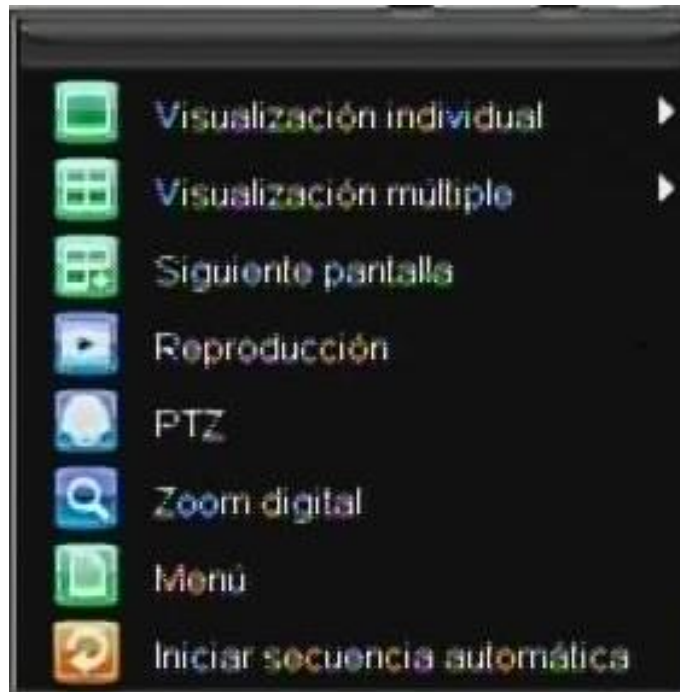 Visualización individual
Visualización múltiple
Siguiente pantalla
Reproducción
PTZ
Zoom digital
Menú
Iniciar secuencia automática